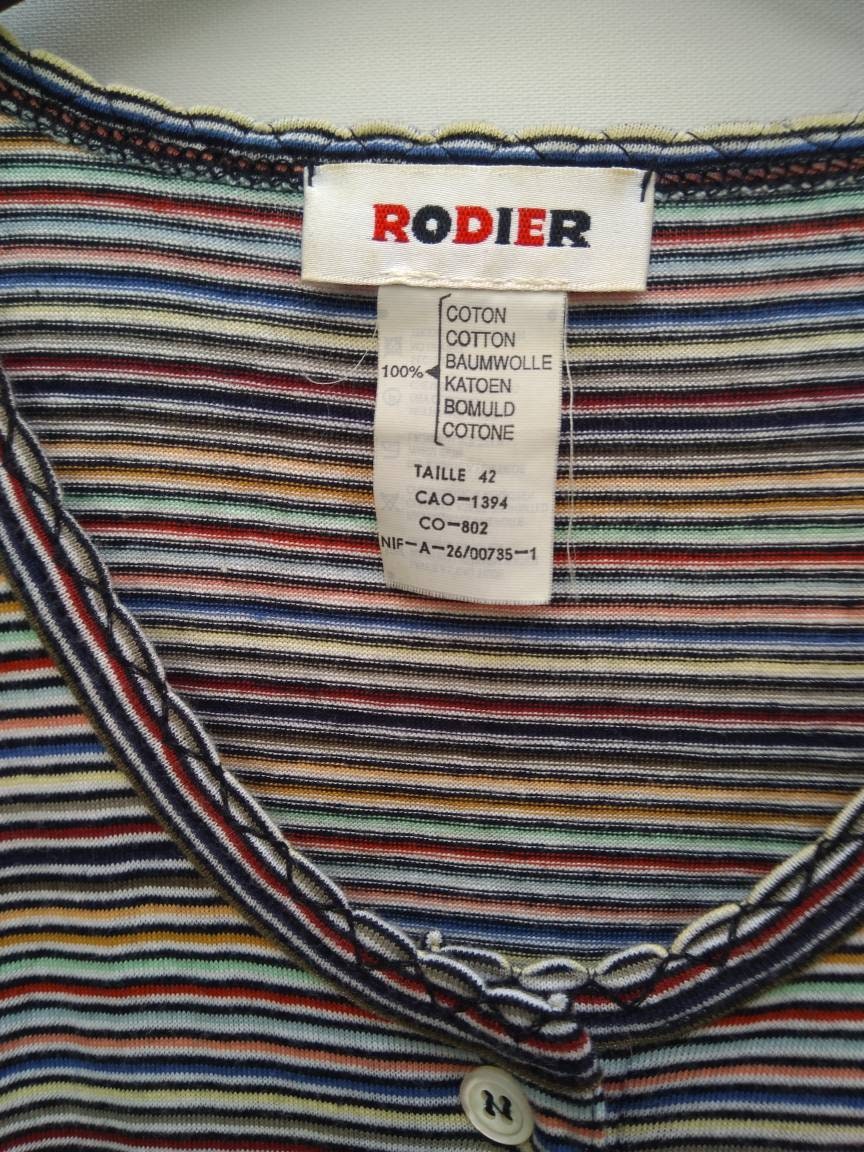 RODIER
COTON
COTTON
100% BAUMWOLLE
KATOEN
BOMULD
COTONE
TAILLE 42
CAO-1394
CO-802
NIF-A-26/00735-1